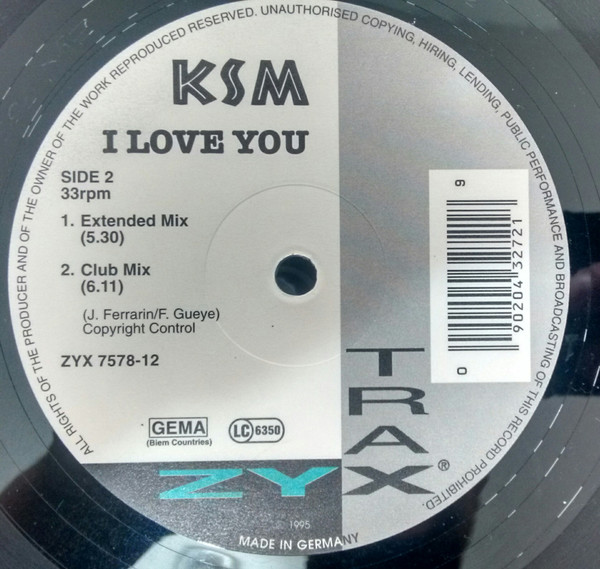 ALL RIGHTS OF THE PRODUCER AND OF THE OWNER OF THE WORK REPRODUCED RESERVED. UNAUTHORISED COPYING, HIRING, LENDING, PUBLIC PERFORMANCE AND BROADCASTING OF THIS RECORD PROHIBITED.
KSM
I LOVE YOU
SIDE 2
33rpm
1. Extended Mix
(5.30)
2. Club Mix
(6.11)
(J. Ferrarin/F. Gueye)
Copyright Control
ZYX 7578-12
GEMA
(Biem Countries)
LC 6350
0 90204 32721 9
TRAX®
ZYX
1995
MADE IN GERMANY